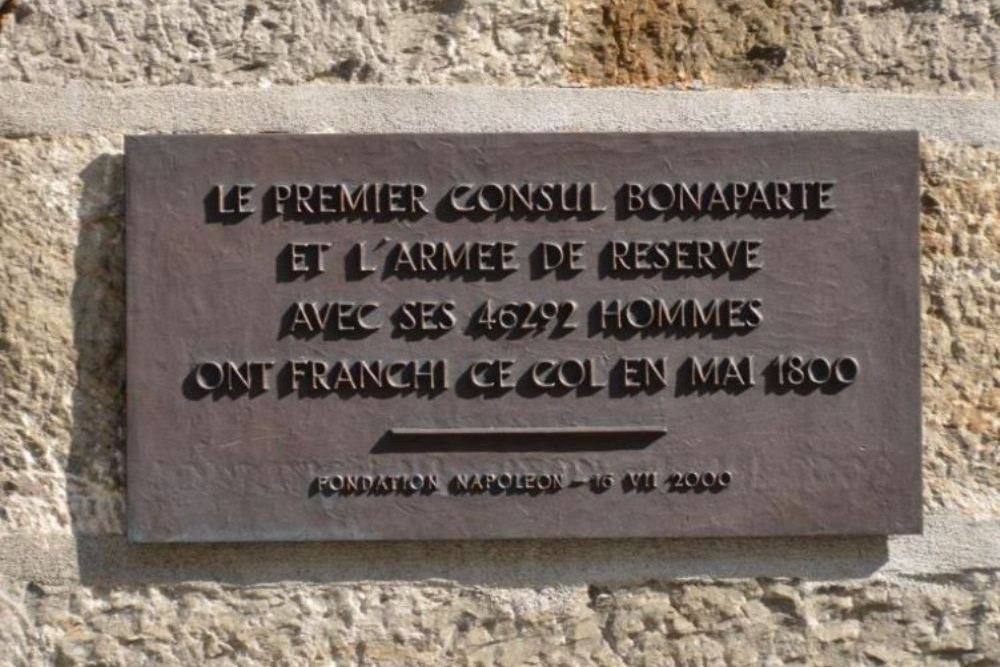 LE PREMIER CONSUL BONAPARTE
ET L´ARMEE DE RESERVE
AVEC SES 46292 HOMMES
ONT FRANCHI CE COL EN MAI 1800
FONDATION NAPOLEON - 16 VII 2000